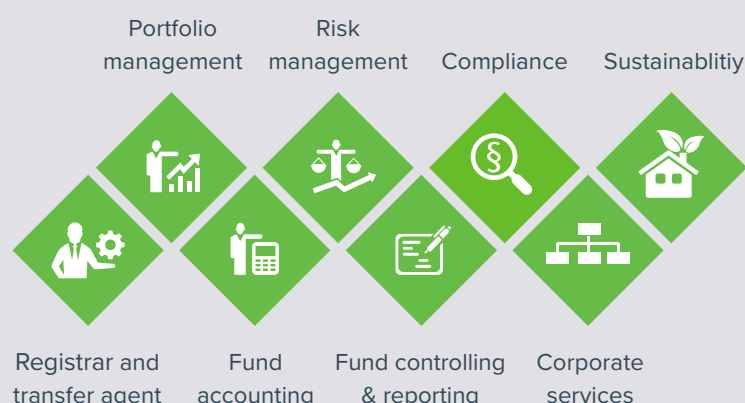 Portfolio
management
Risk
management
Compliance
Sustainablitiy
§
Registrar and
transfer agent
Fund
accounting
Fund controlling
& reporting
Corporate
services